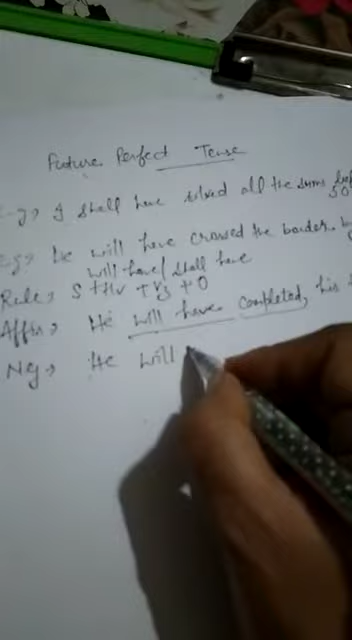 Future Perfect Tense
E.g> I shall have solved all the sums
E.g> He will have crossed the border.
will have/shall have
Rule> S + Hv + V3 + O
Affir> He will have completed, his
Neg> He will